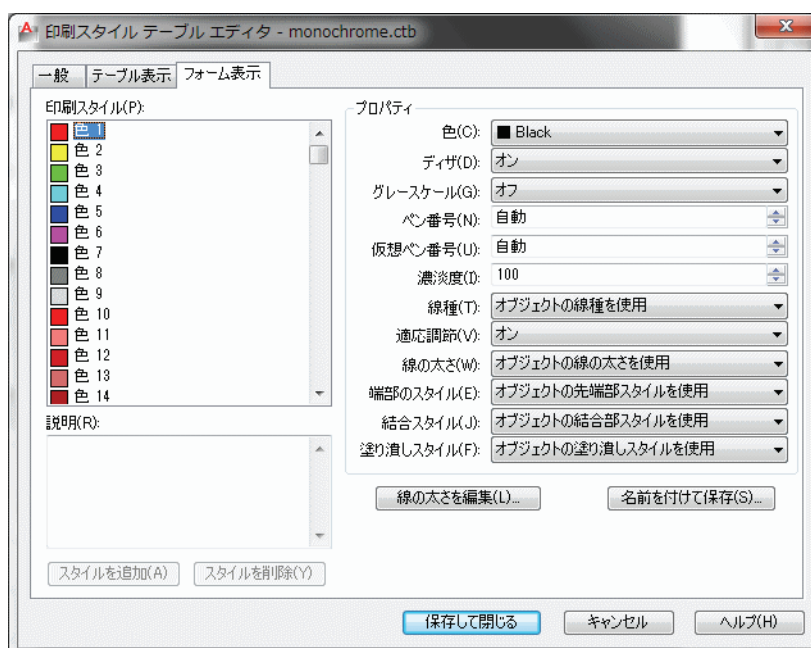 印刷スタイル テーブル エディタ - monochrome.ctb
一般
テーブル表示
フォーム表示
印刷スタイル(P):
色 1
色 2
色 3
色 4
色 5
色 6
色 7
色 8
色 9
色 10
色 11
色 12
色 13
色 14
説明(R):
スタイルを追加(A)
スタイルを削除(Y)
プロパティ
色(C): Black
ディザ(D): オン
グレースケール(G): オフ
ペン番号(N): 自動
仮想ペン番号(U): 自動
濃淡度(I): 100
線種(T): オブジェクトの線種を使用
適応調節(V): オン
線の太さ(W): オブジェクトの線の太さを使用
端部のスタイル(E): オブジェクトの先端部スタイルを使用
結合スタイル(J): オブジェクトの結合部スタイルを使用
塗り潰しスタイル(F): オブジェクトの塗り潰しスタイルを使用
線の太さを編集(L)...
名前を付けて保存(S)...
保存して閉じる
キャンセル
ヘルプ(H)